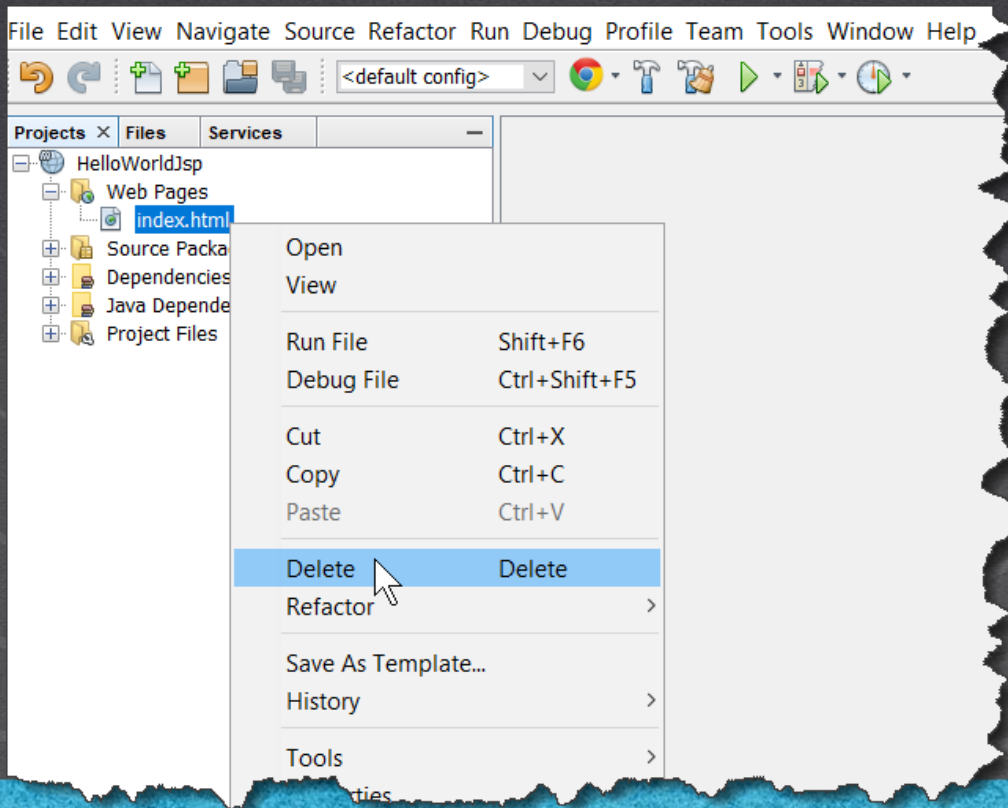 File Edit View Navigate Source Refactor Run Debug Profile Team Tools Window Help
<default config>
Projects Files Services
HelloWorldJsp
Web Pages
index.html
Source Packa
Dependencies
Java Depende
Project Files
Open
View
Run File Shift+F6
Debug File Ctrl+Shift+F5
Cut Ctrl+X
Copy Ctrl+C
Paste Ctrl+V
Delete Delete
Refactor
Save As Template...
History
Tools